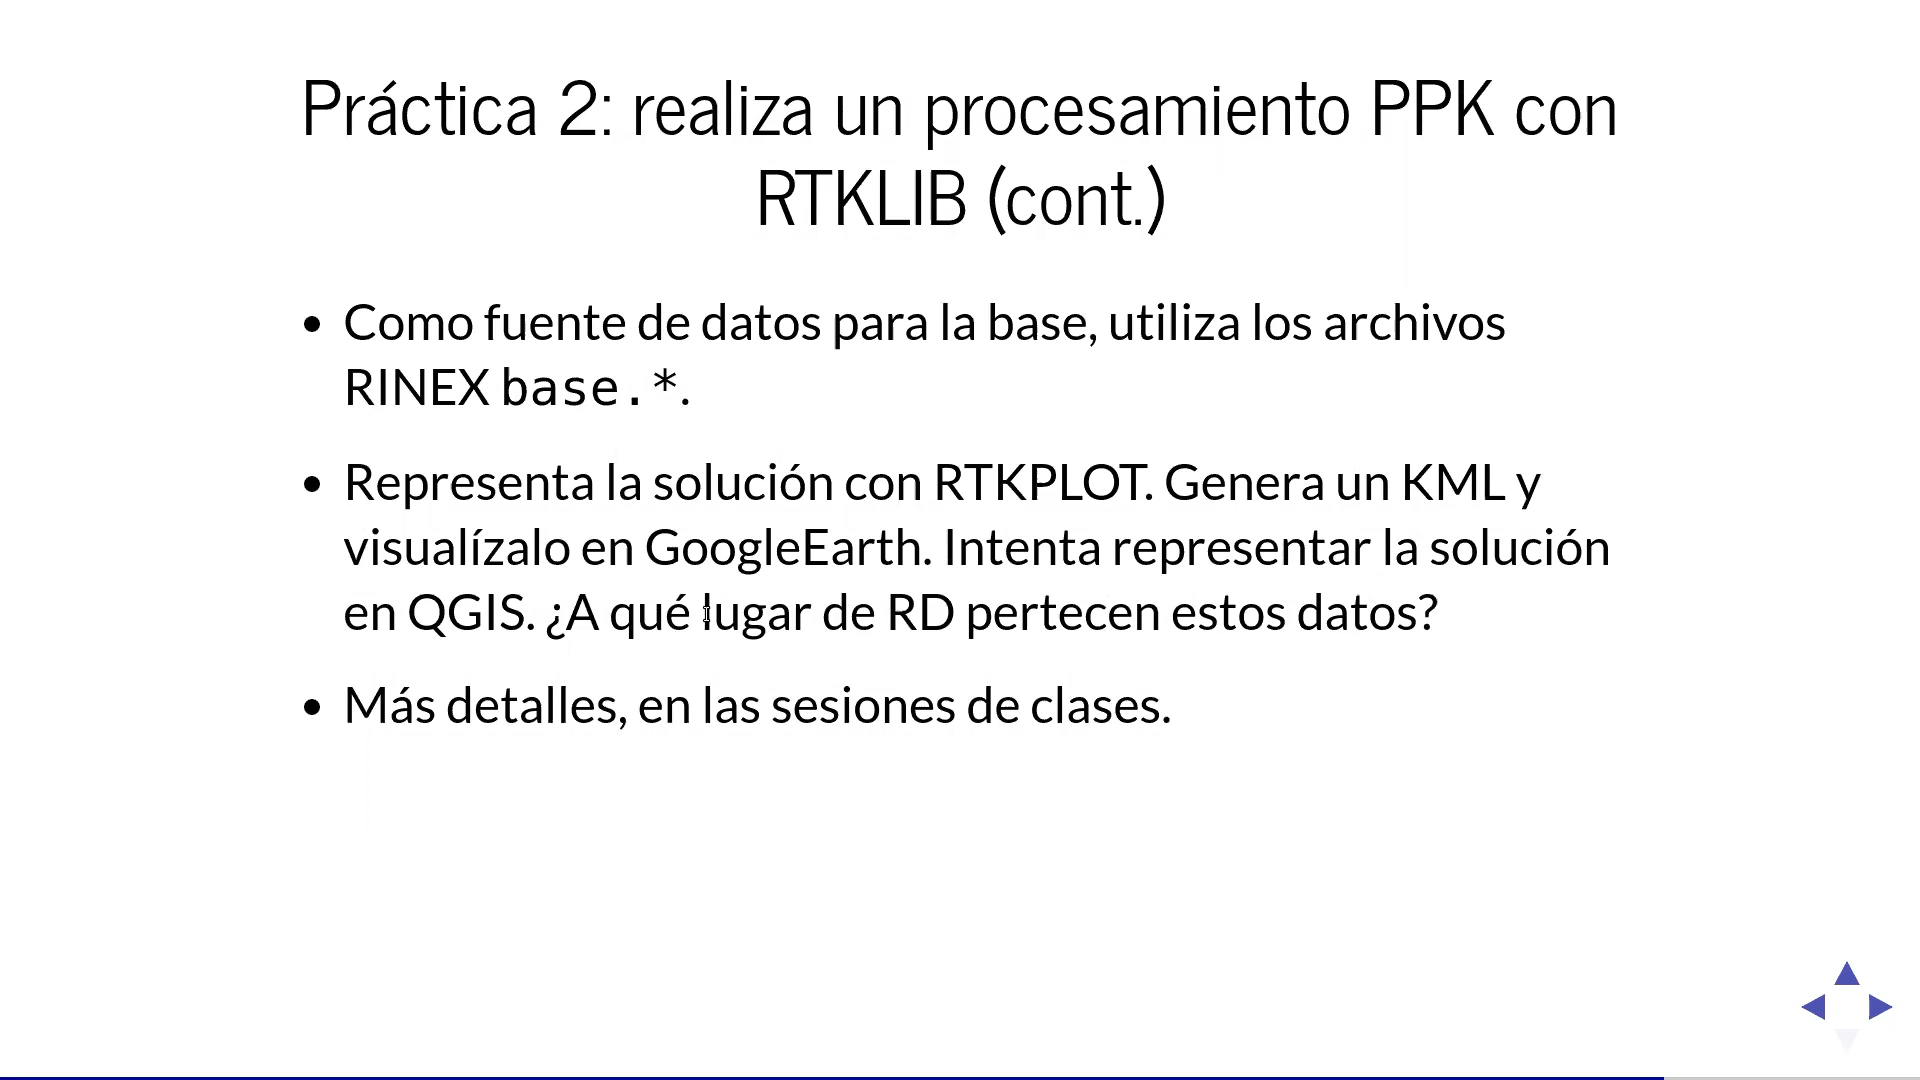 Práctica 2: realiza un procesamiento PPK con
RTKLIB (cont.)
• Como fuente de datos para la base, utiliza los archivos
RINEX base.*.
• Representa la solución con RTKPLOT. Genera un KML y
visualízalo en GoogleEarth. Intenta representar la solución
en QGIS. ¿A qué lugar de RD pertecen estos datos?
• Más detalles, en las sesiones de clases.